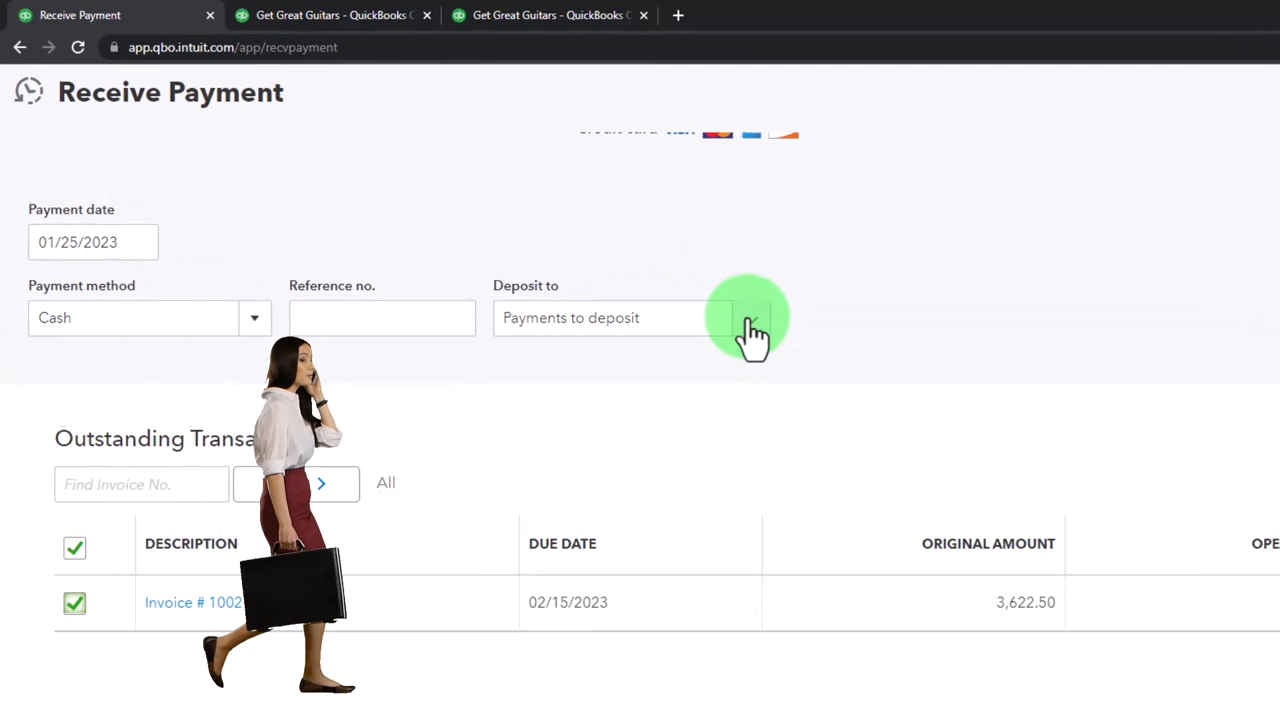 Receive Payment
Get Great Guitars - QuickBooks C
Get Great Guitars - QuickBooks C
app.qbo.intuit.com/app/recvpayment
Receive Payment
VISA
Payment date
01/25/2023
Payment method
Reference no.
Deposit to
Cash
Payments to deposit
Outstanding Transa
Find Invoice No.
All
DESCRIPTION
DUE DATE
ORIGINAL AMOUNT
OPE
Invoice # 1002
02/15/2023
3,622.50